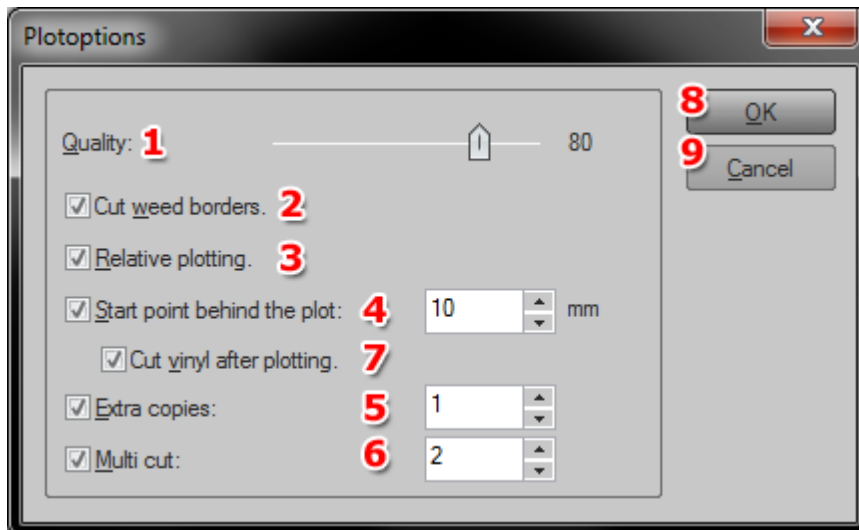 Plotoptions
Quality: 1 80
Cut weed borders. 2
Relative plotting. 3
Start point behind the plot: 4 10 mm
Cut vinyl after plotting. 7
Extra copies: 5 1
Multi cut: 6 2
8 OK
9 Cancel